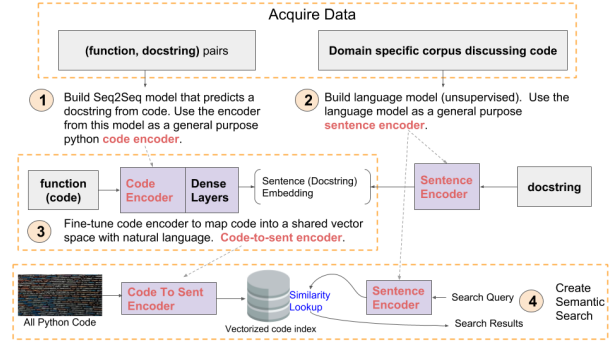 Acquire Data
(function, docstring) pairs
Domain specific corpus discussing code
1
Build Seq2Seq model that predicts a
docstring from code. Use the encoder
from this model as a general purpose
python code encoder.
2
Build language model (unsupervised). Use the
language model as a general purpose
sentence encoder.
function
(code)
Code
Encoder
Dense
Layers
Sentence (Docstring)
Embedding
Sentence
Encoder
docstring
3
Fine-tune code encoder to map code into a shared vector
space with natural language. Code-to-sent encoder.
All Python Code
Code To Sent
Encoder
Vectorized code index
Similarity
Lookup
Sentence
Encoder
Search Query
Search Results
4
Create
Semantic
Search